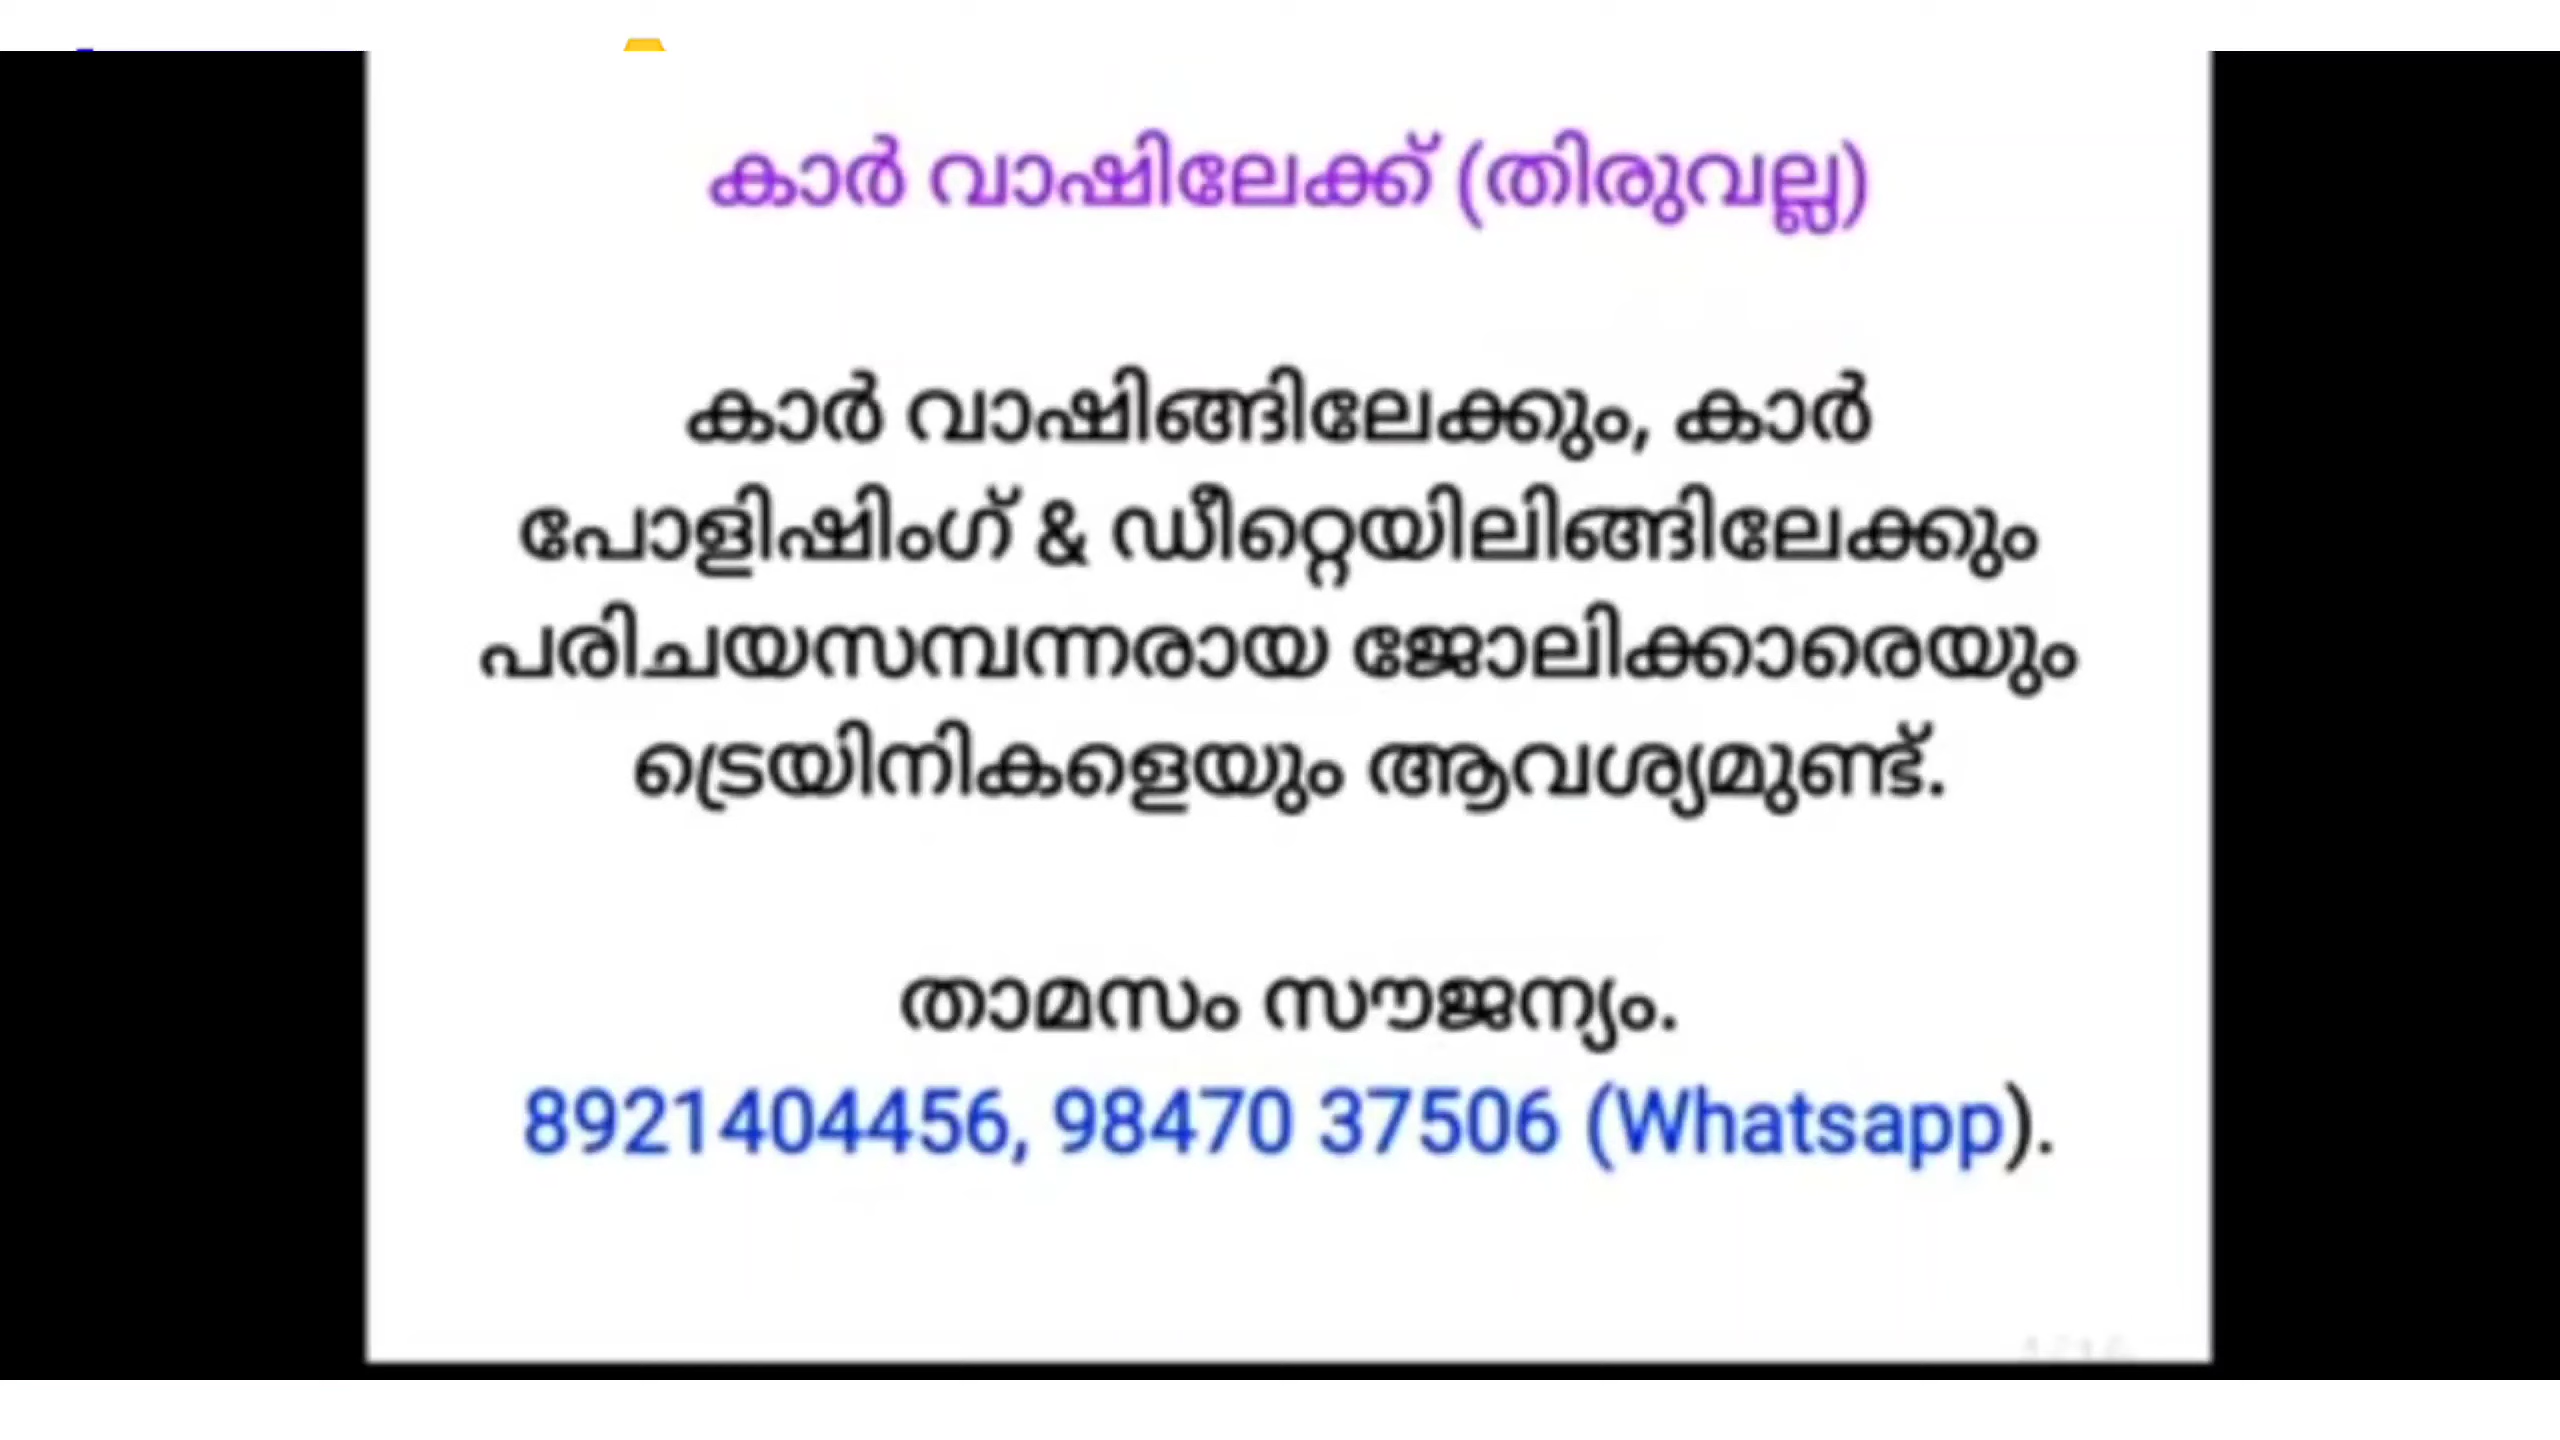 കാർ വാഷിലേക്ക് (തിരുവല്ല)
കാർ വാഷിങ്ങിലേക്കും, കാർ
പോളിഷിംഗ് & ഡീറ്റെയിലിങ്ങിലേക്കും
പരിചയസമ്പന്നരായ ജോലിക്കാരെയും
ട്രെയിനികളെയും ആവശ്യമുണ്ട്.
താമസം സൗജന്യം.
8921404456, 98470 37506 (Whatsapp).